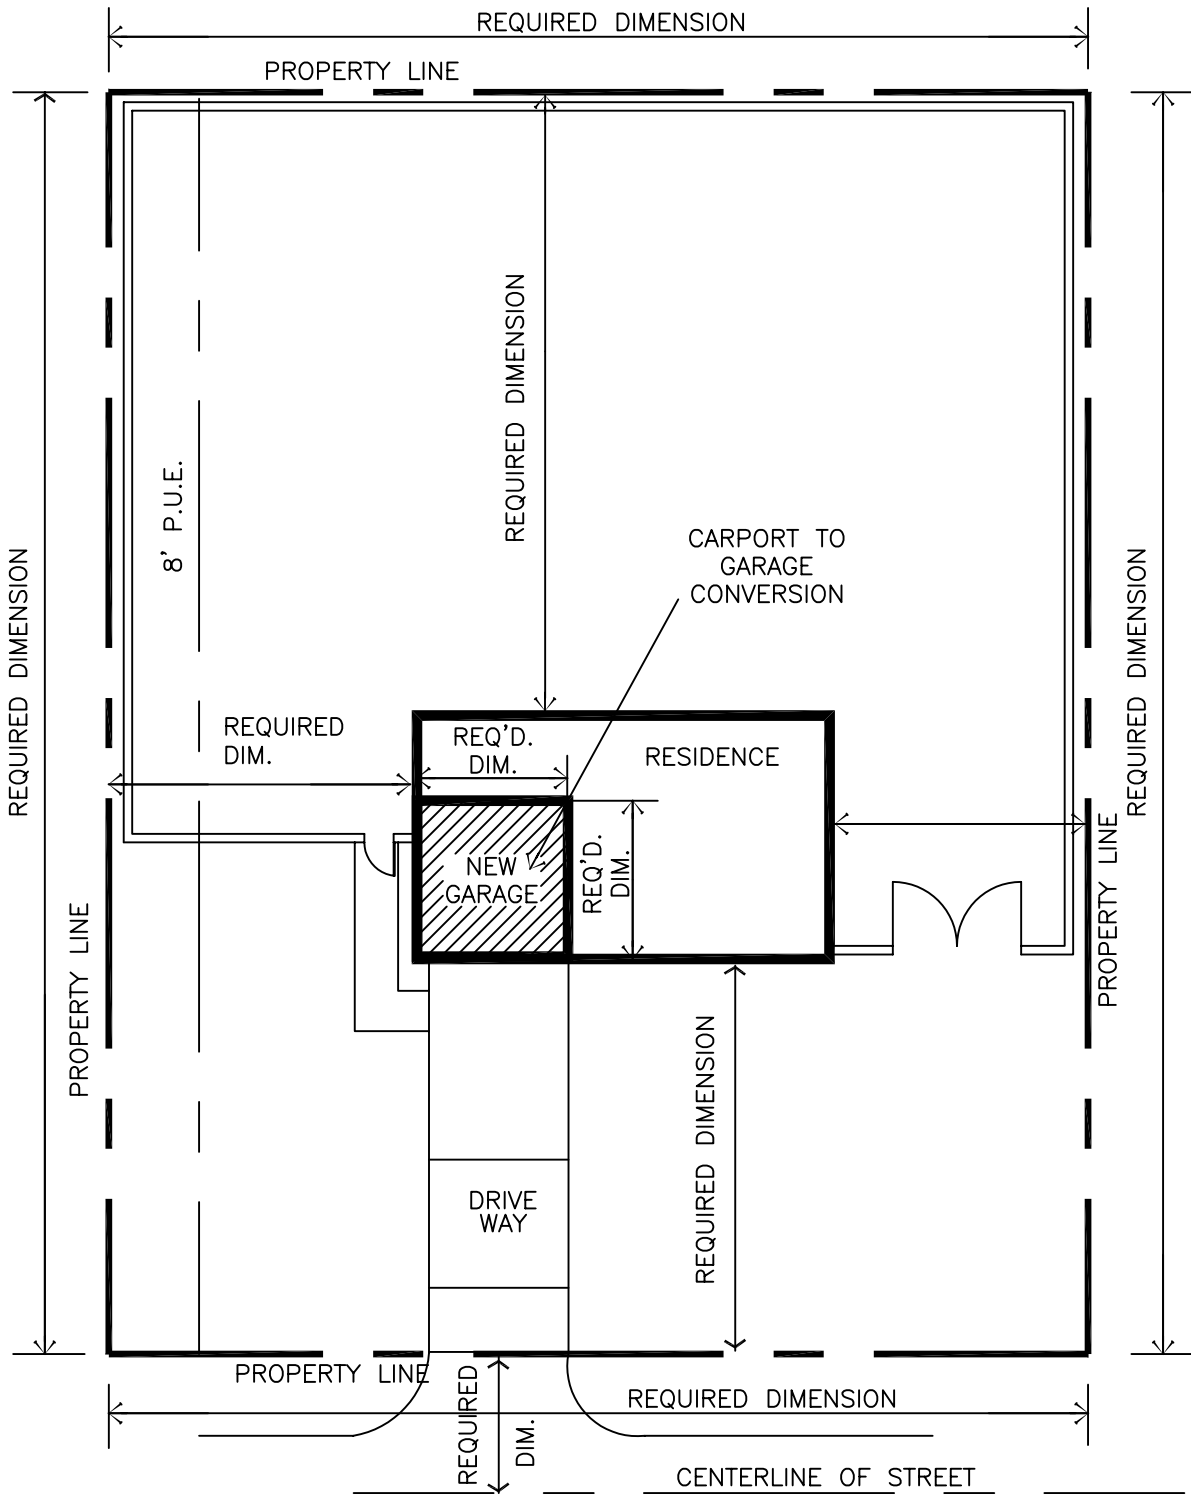 REQUIRED DIMENSION
PROPERTY LINE
REQUIRED DIMENSION
8' P.U.E.
CARPORT TO
GARAGE
CONVERSION
REQUIRED DIMENSION
REQUIRED DIMENSION
REQUIRED
DIM.
REQ'D.
DIM.
RESIDENCE
NEW
GARAGE
REQ'D.
DIM.
PROPERTY LINE
PROPERTY LINE
REQUIRED DIMENSION
DRIVE
WAY
PROPERTY LINE
REQUIRED
DIM.
REQUIRED DIMENSION
CENTERLINE OF STREET